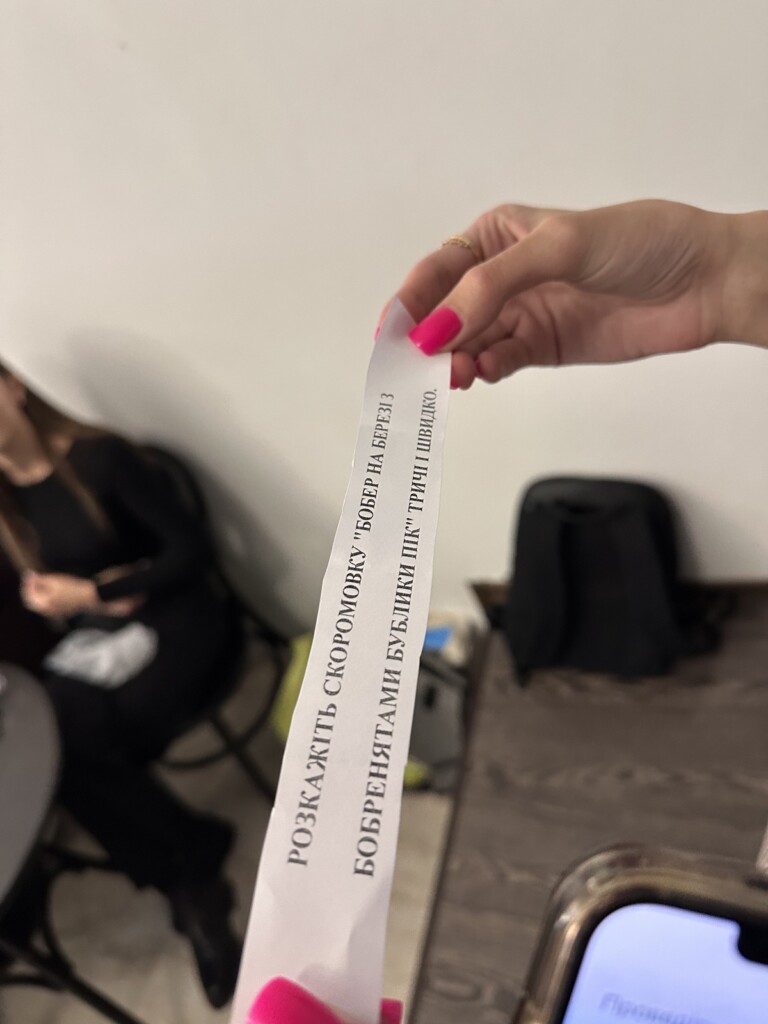 РОЗКАЖІТЬ СКОРОМОВКУ "БОБЕР НА БЕРЕЗІ З
БОБРЕНЯТАМИ БУБЛИКИ ПІК" ТРИЧІ І ШВИДКО.